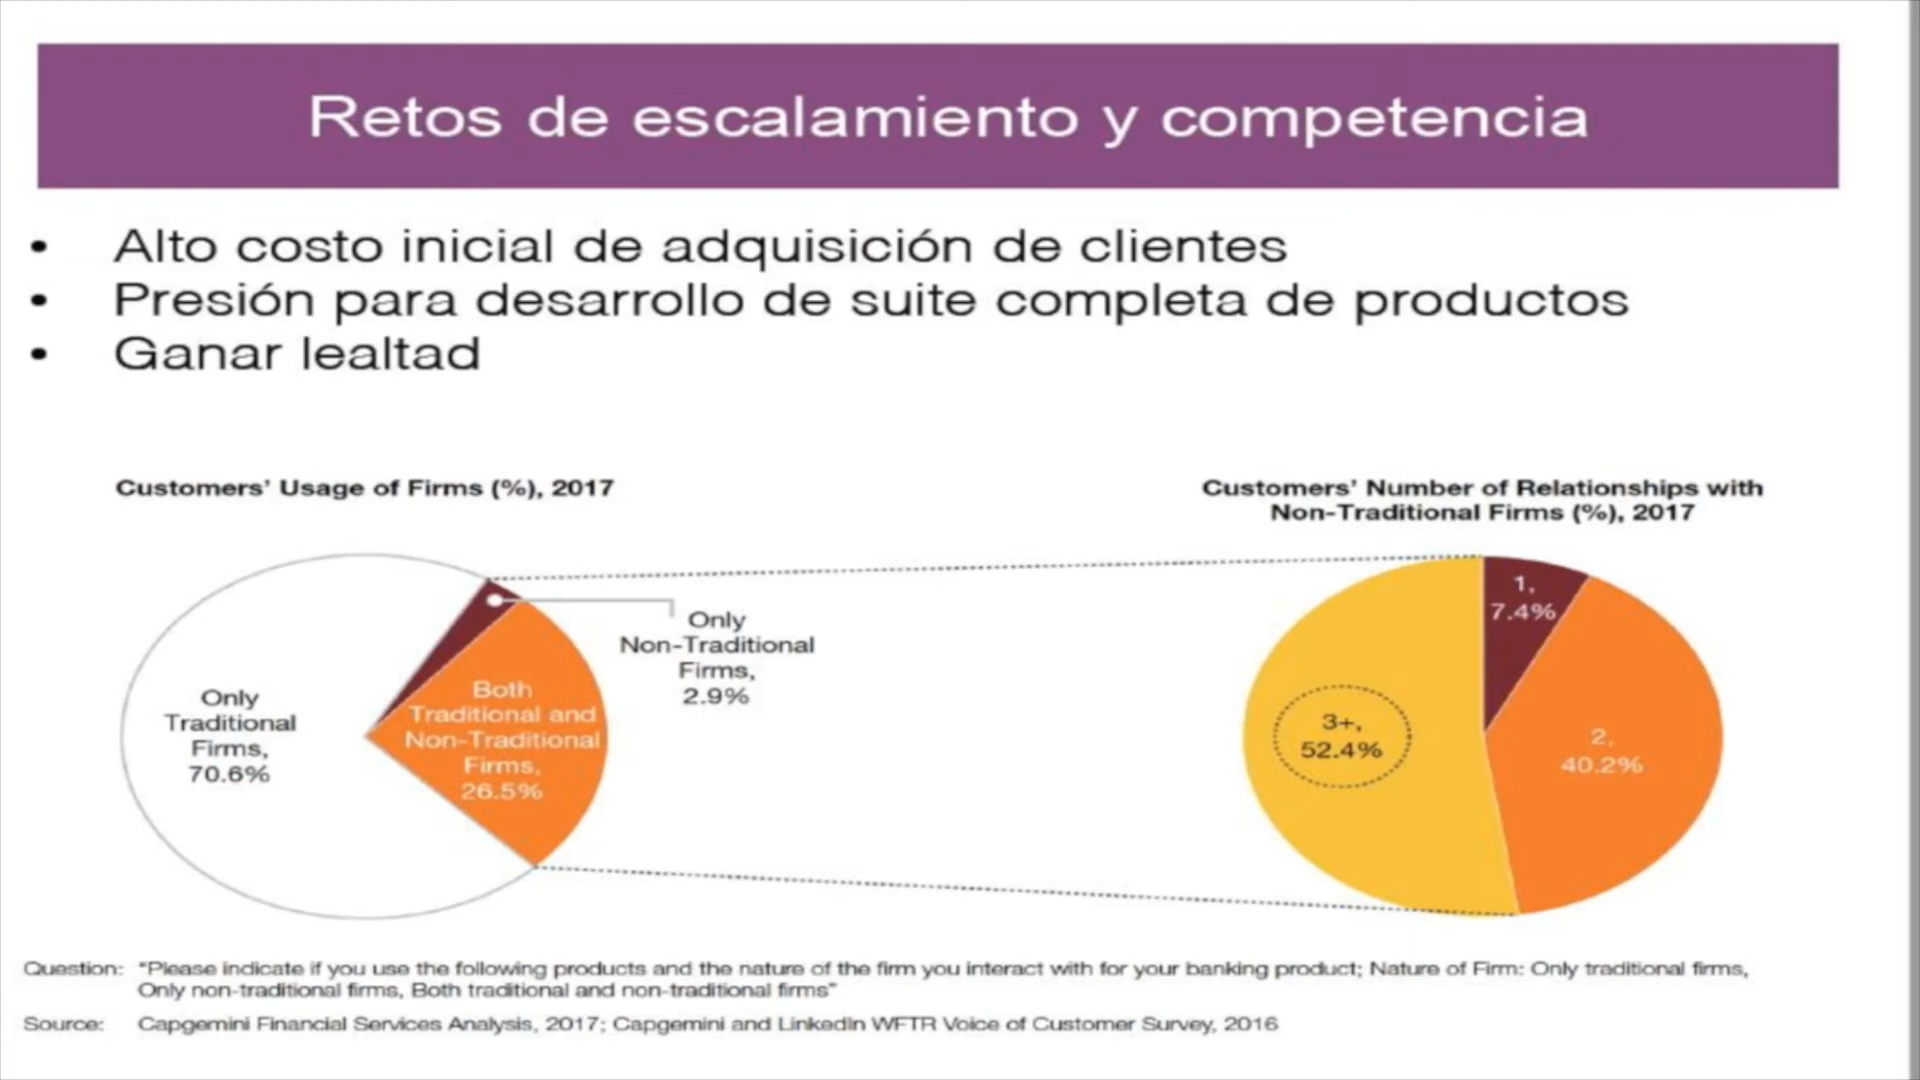 Retos de escalamiento y competencia
• Alto costo inicial de adquisición de clientes
• Presión para desarrollo de suite completa de productos
• Ganar lealtad
Customers' Usage of Firms (%), 2017
Only
Traditional
Firms,
70.6%
Both
Traditional and
Non-Traditional
Firms,
26.5%
Only
Non-Traditional
Firms,
2.9%
Customers' Number of Relationships with
Non-Traditional Firms (%), 2017
1,
7.4%
2,
40.2%
3+,
52.4%
Question: "Please indicate if you use the following products and the nature of the firm you interact with for your banking product; Nature of Firm: Only traditional firms,
Only non-traditional firms, Both traditional and non-traditional firms"
Source: Capgemini Financial Services Analysis, 2017; Capgemini and LinkedIn WFTR Voice of Customer Survey, 2016